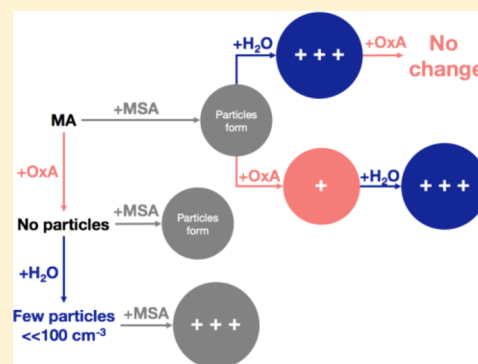 +H₂O
+ + +
+OxA
No
change
MA
+MSA
Particles
form
+OxA
+OxA
+
+H₂O
+ + +
No particles
+MSA
Particles
form
+H₂O
Few particles
<<100 cm⁻³
+MSA
+ + +